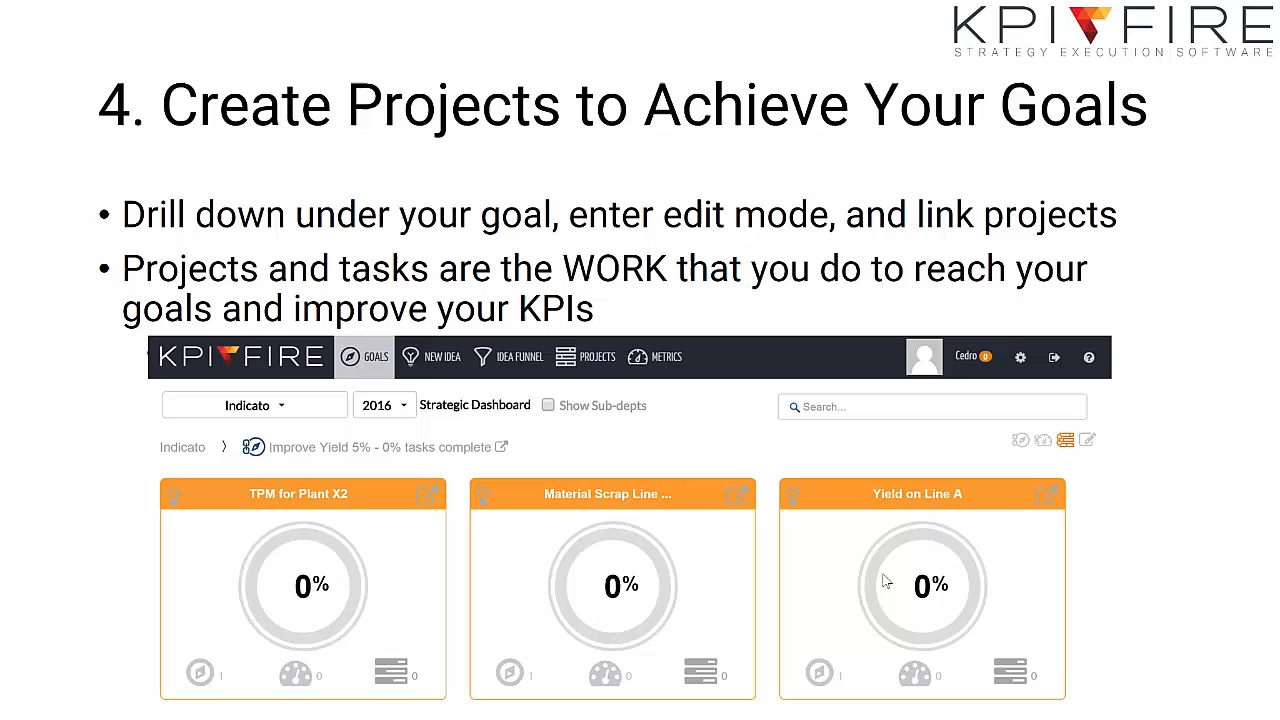 KPI FIRE
STRATEGY EXECUTION SOFTWARE
4. Create Projects to Achieve Your Goals
• Drill down under your goal, enter edit mode, and link projects
• Projects and tasks are the WORK that you do to reach your
goals and improve your KPIs
KPI FIRE GOALS NEW IDEA IDEA FUNNEL PROJECTS METRICS Cedro 0
Indicato 2016 Strategic Dashboard Show Sub-depts Search...
Indicato Improve Yield 5% - 0% tasks complete
TPM for Plant X2 Material Scrap Line ... Yield on Line A
0% 0% 0%
1 0 0 1 0 0 1 0 0